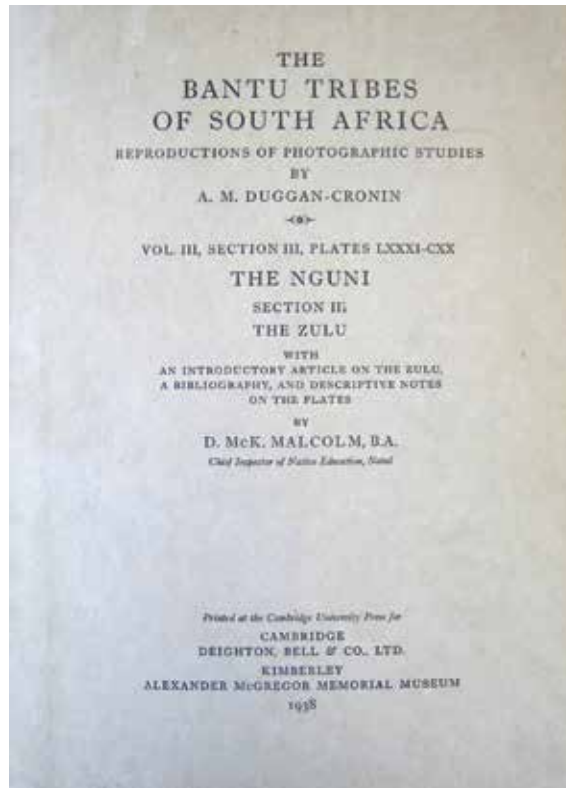 THE
BANTU TRIBES
OF SOUTH AFRICA
REPRODUCTIONS OF PHOTOGRAPHIC STUDIES
BY
A. M. DUGGAN-CRONIN
VOL. III, SECTION III, PLATES LXXXI-CXX
THE NGUNI
SECTION II.
THE ZULU
WITH
AN INTRODUCTORY ARTICLE ON THE ZULU,
A BIBLIOGRAPHY, AND DESCRIPTIVE NOTES
ON THE PLATES
BY
D. McK. MALCOLM, B.A.
Chief Inspector of Native Education, Natal
Printed at the Cambridge University Press for
CAMBRIDGE
DEIGHTON, BELL & CO., LTD.
KIMBERLEY
ALEXANDER McGREGOR MEMORIAL MUSEUM
1938